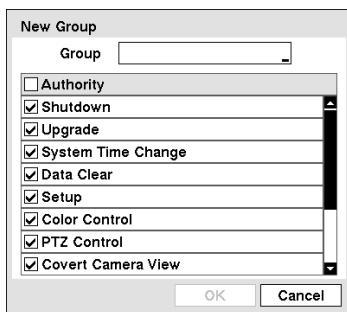 New Group
Group
Authority
Shutdown
Upgrade
System Time Change
Data Clear
Setup
Color Control
PTZ Control
Covert Camera View
OK Cancel